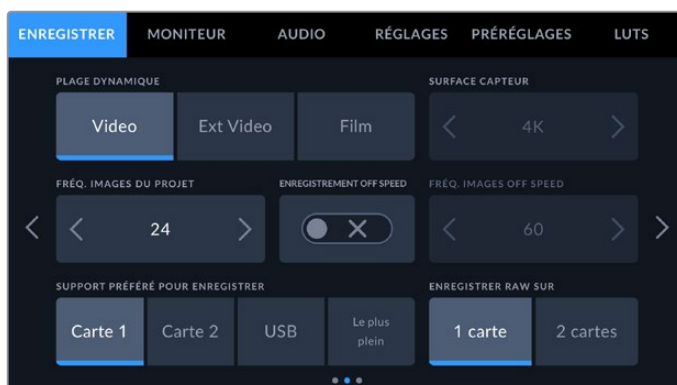 ENREGISTRER MONITEUR AUDIO RÉGLAGES PRÉRÉGLAGES LUTS
PLAGE DYNAMIQUE SURFACE CAPTEUR
Video Ext Video Film 4K
FRÉQ. IMAGES DU PROJET ENREGISTREMENT OFF SPEED FRÉQ. IMAGES OFF SPEED
24 60
SUPPORT PRÉFÉRÉ POUR ENREGISTRER ENREGISTRER RAW SUR
Carte 1 Carte 2 USB Le plus
plein 1 carte 2 cartes